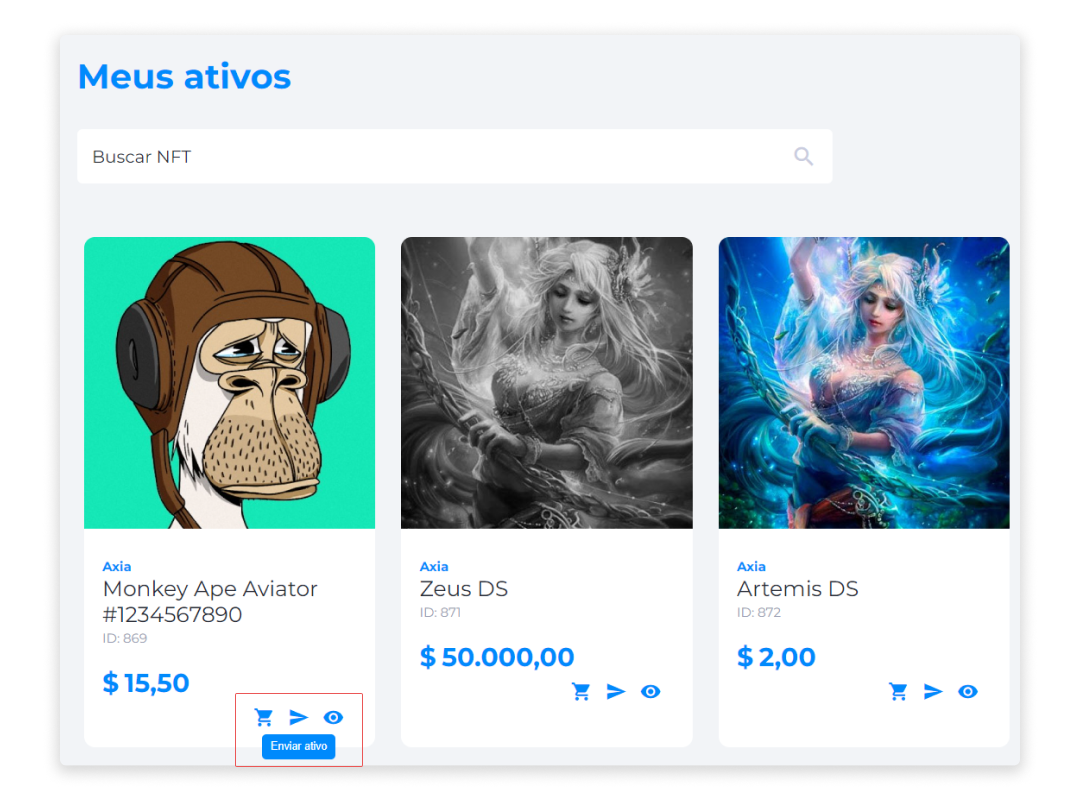 Meus ativos
Buscar NFT
Axia
Monkey Ape Aviator
#1234567890
ID: 869
$ 15,50
Enviar ativo
Axia
Zeus DS
ID: 871
$ 50.000,00
Axia
Artemis DS
ID: 872
$ 2,00